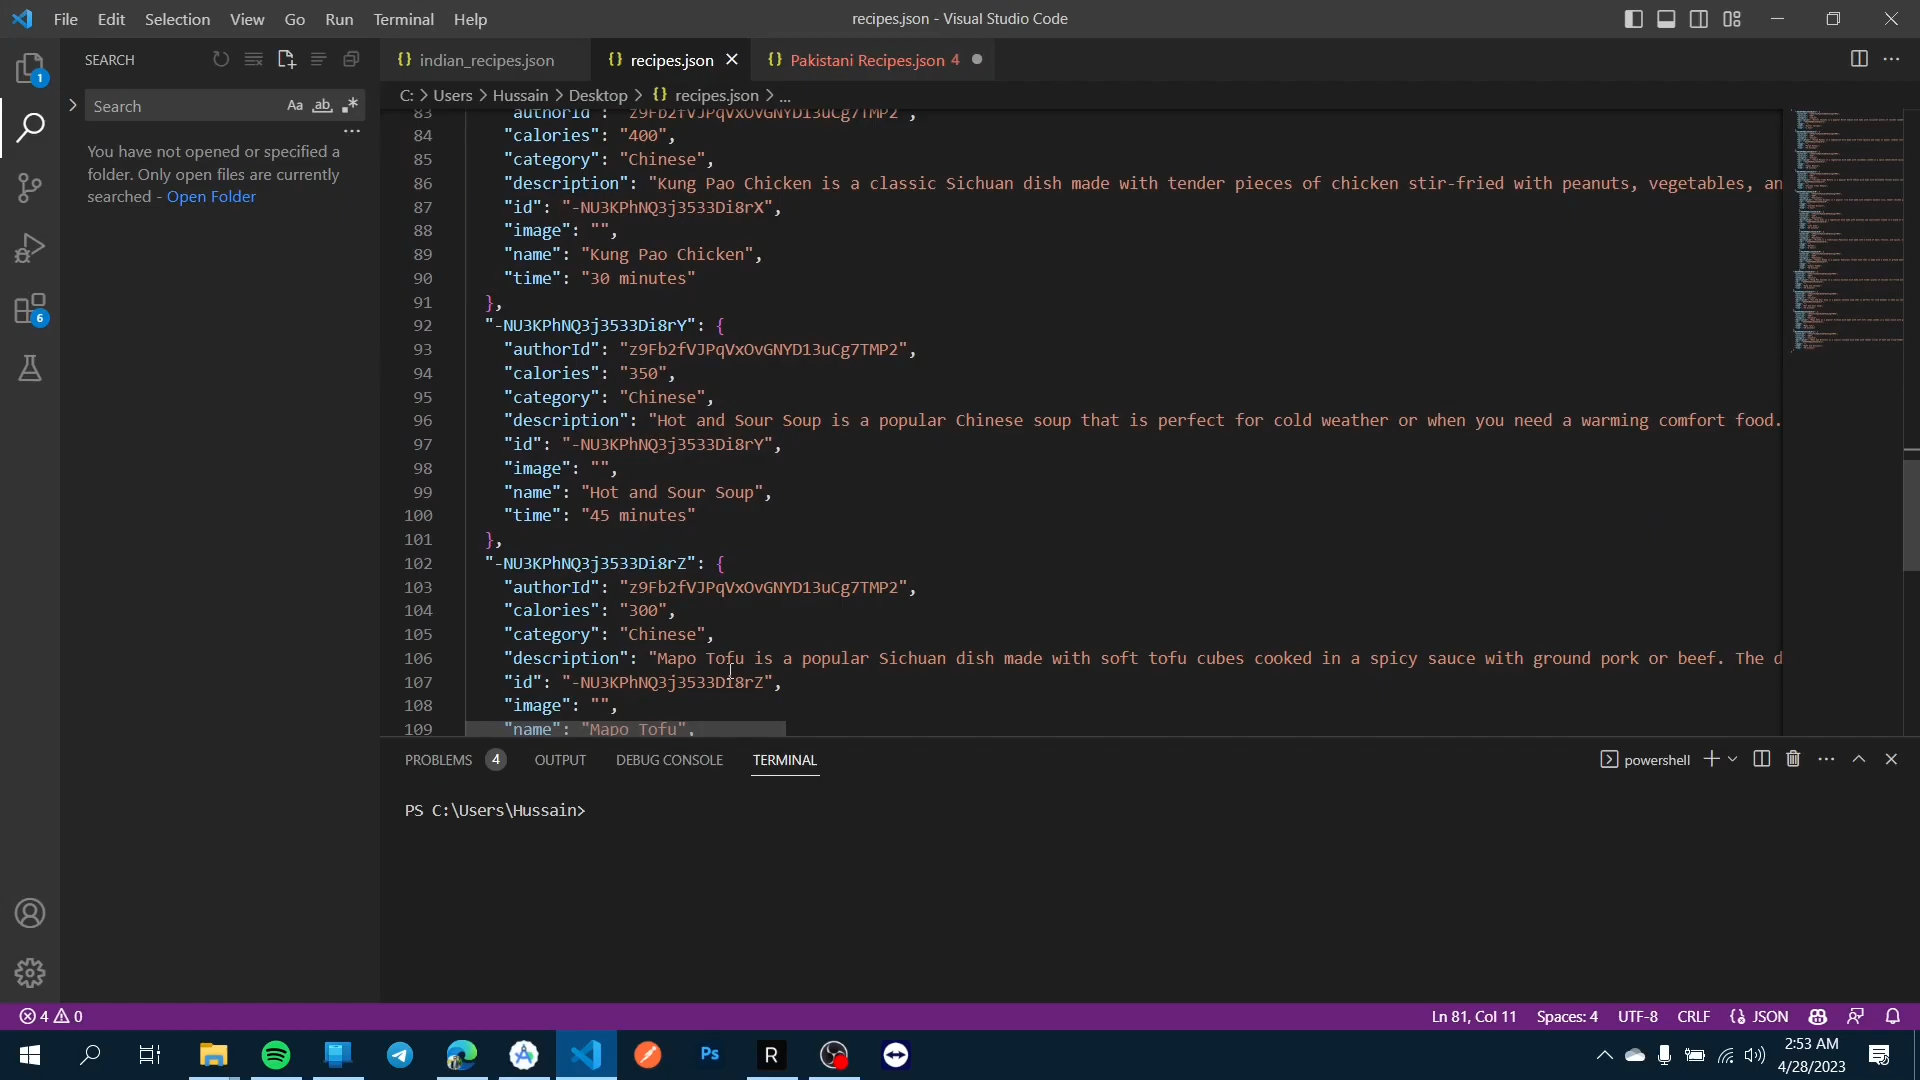 File Edit Selection View Go Run Terminal Help
recipes.json - Visual Studio Code
SEARCH
Search
Aa ab .*
You have not opened or specified a
folder. Only open files are currently
searched - Open Folder
1
6
{} indian_recipes.json
{} recipes.json
{} Pakistani Recipes.json 4
C: > Users > Hussain > Desktop > {} recipes.json > ...
83 "authorId": "z9Fb2fVJPqVxOvGNYD13uCg7TMP2",
84 "calories": "400",
85 "category": "Chinese",
86 "description": "Kung Pao Chicken is a classic Sichuan dish made with tender pieces of chicken stir-fried with peanuts, vegetables, an
87 "id": "-NU3KPhNQ3j3533Di8rX",
88 "image": "",
89 "name": "Kung Pao Chicken",
90 "time": "30 minutes"
91 },
92 "-NU3KPhNQ3j3533Di8rY": {
93 "authorId": "z9Fb2fVJPqVxOvGNYD13uCg7TMP2",
94 "calories": "350",
95 "category": "Chinese",
96 "description": "Hot and Sour Soup is a popular Chinese soup that is perfect for cold weather or when you need a warming comfort food.
97 "id": "-NU3KPhNQ3j3533Di8rY",
98 "image": "",
99 "name": "Hot and Sour Soup",
100 "time": "45 minutes"
101 },
102 "-NU3KPhNQ3j3533Di8rZ": {
103 "authorId": "z9Fb2fVJPqVxOvGNYD13uCg7TMP2",
104 "calories": "300",
105 "category": "Chinese",
106 "description": "Mapo Tofu is a popular Sichuan dish made with soft tofu cubes cooked in a spicy sauce with ground pork or beef. The d
107 "id": "-NU3KPhNQ3j3533Di8rZ",
108 "image": "",
109 "name": "Mapo Tofu",
PROBLEMS 4 OUTPUT DEBUG CONSOLE TERMINAL
powershell
PS C:\Users\Hussain>
4 0
Ln 81, Col 11 Spaces: 4 UTF-8 CRLF {} JSON
Ps
R
2:53 AM
4/28/2023